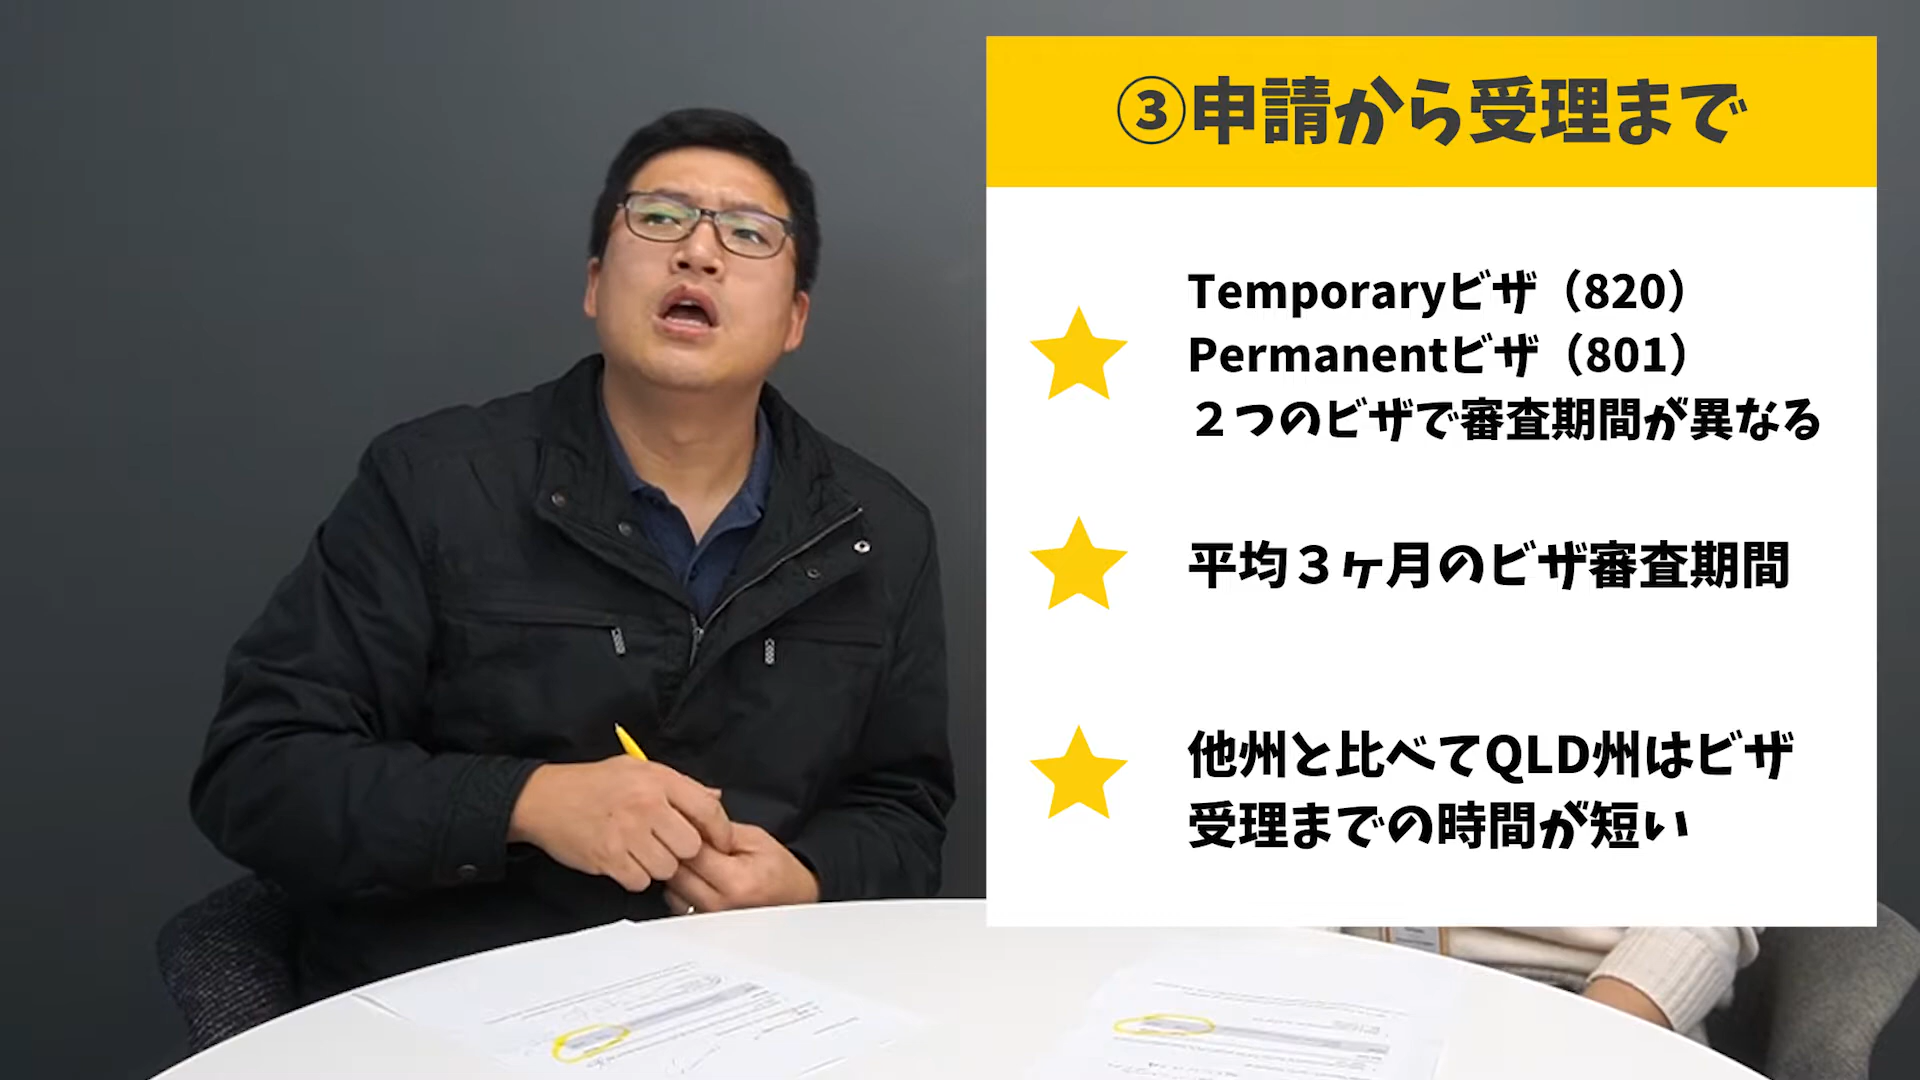 ③申請から受理まで
Temporaryビザ（820）
Permanentビザ（801）
２つのビザで審査期間が異なる
平均３ヶ月のビザ審査期間
他州と比べてQLD州はビザ
受理までの時間が短い